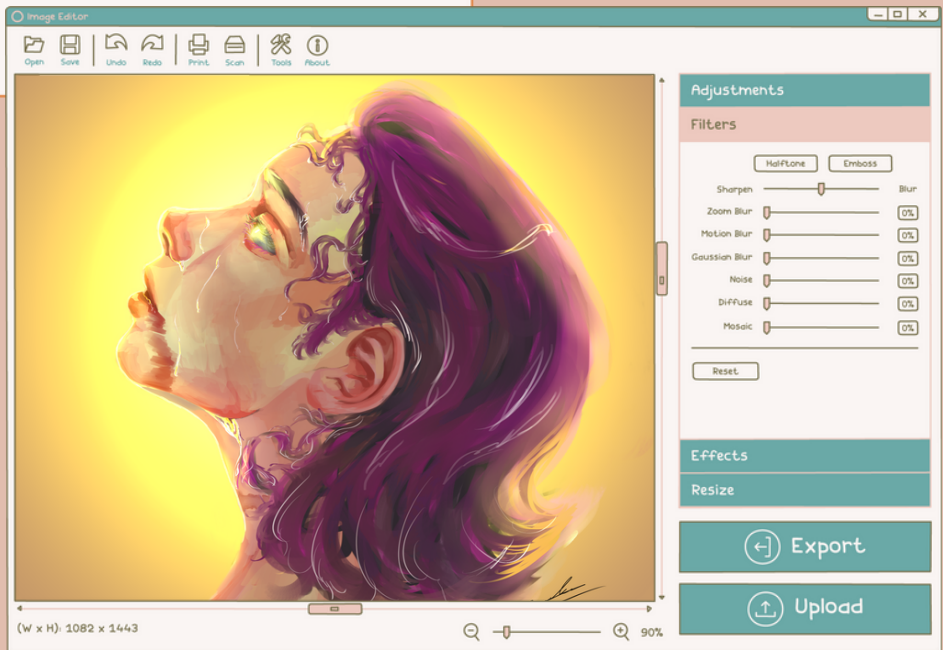 Image Editor
Open Save Undo Redo Print Scan Tools About
Adjustments
Filters
Halftone Emboss
Sharpen Blur
Zoom Blur 0%
Motion Blur 0%
Gaussian Blur 0%
Noise 0%
Diffuse 0%
Mosaic 0%
Reset
Effects
Resize
Export
Upload
(W x H): 1082 x 1443
90%